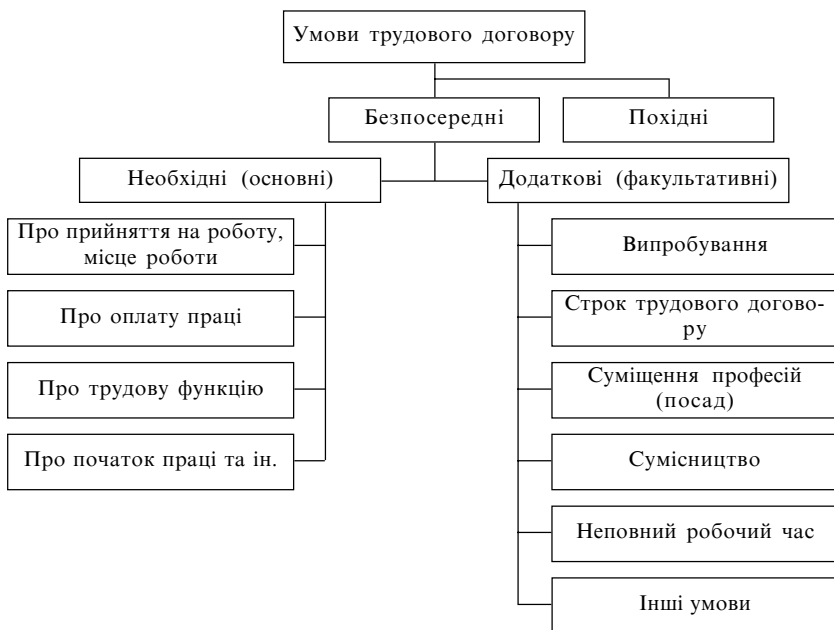 Умови трудового договору
Безпосередні
Похідні
Необхідні (основні)
Додаткові (факультативні)
Про прийняття на роботу,
місце роботи
Про оплату праці
Про трудову функцію
Про початок праці та ін.
Випробування
Строк трудового догово-
ру
Суміщення професій
(посад)
Сумісництво
Неповний робочий час
Інші умови